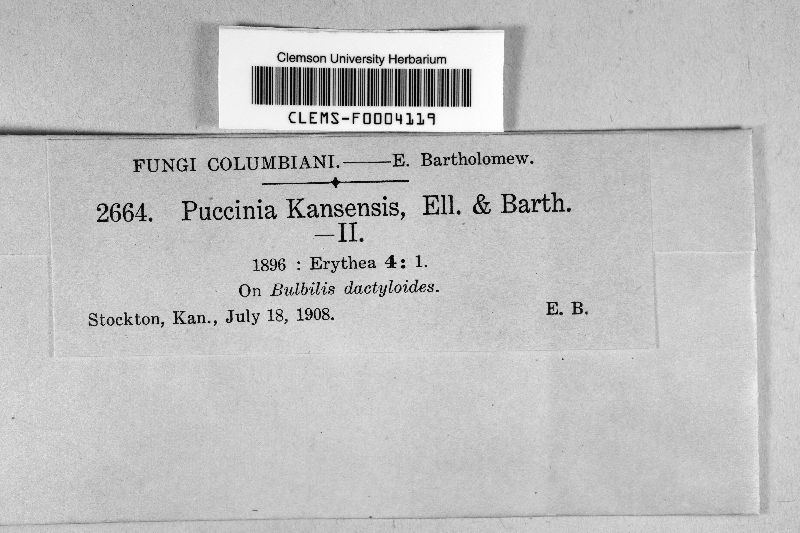 Clemson University Herbarium
CLEMS-F0004119
FUNGI COLUMBIANI.——E. Bartholomew.
2664. Puccinia Kansensis, Ell. & Barth.
—II.
1896 : Erythea 4: 1.
On Bulbilis dactyloides.
Stockton, Kan., July 18, 1908. E. B.